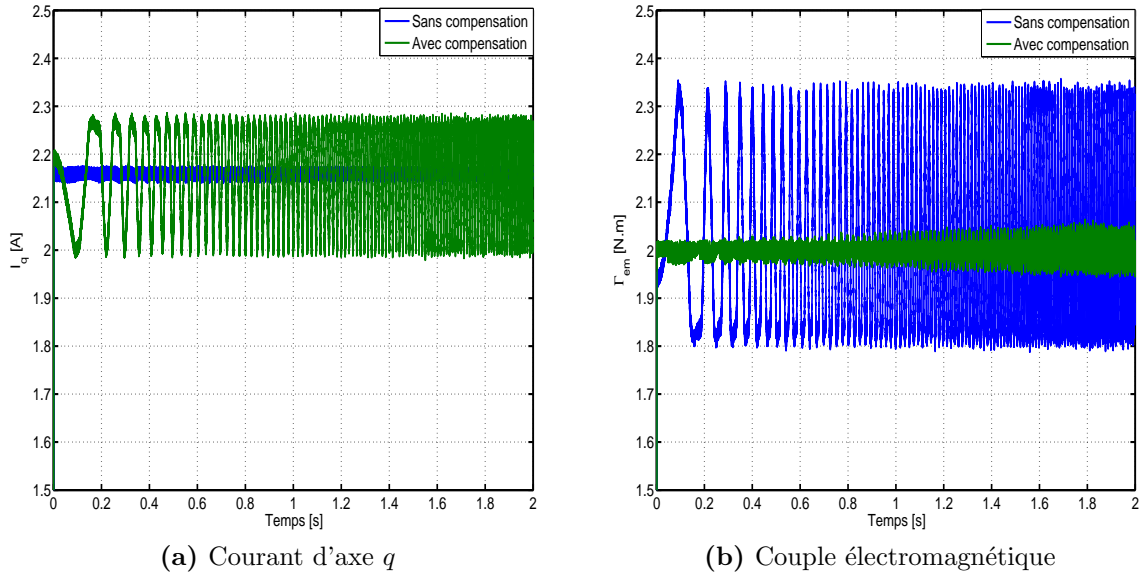 2.5
2.4
2.3
2.2
2.1
2
1.9
1.8
1.7
1.6
1.5
I_q [A]
Sans compensation
Avec compensation
0 0.2 0.4 0.6 0.8 1 1.2 1.4 1.6 1.8 2
Temps [s]
(a) Courant d'axe q
2.5
2.4
2.3
2.2
2.1
2
1.9
1.8
1.7
1.6
1.5
Γ_em [N.m]
Sans compensation
Avec compensation
0 0.2 0.4 0.6 0.8 1 1.2 1.4 1.6 1.8 2
Temps [s]
(b) Couple électromagnétique